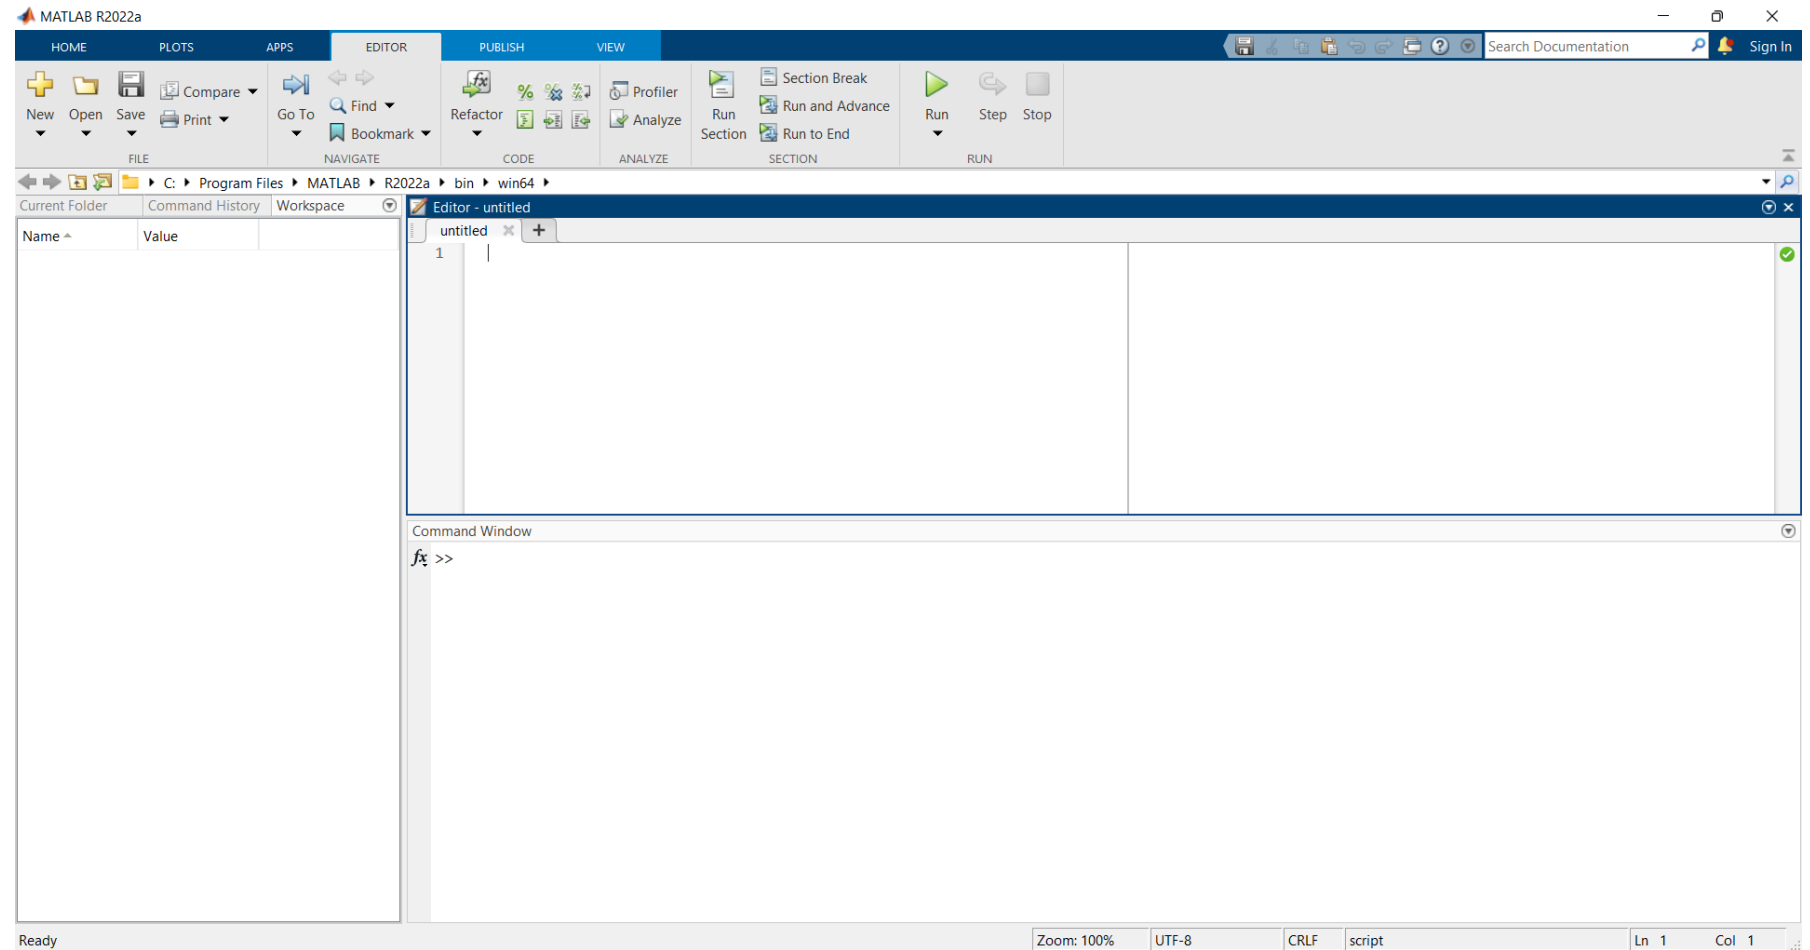 MATLAB R2022a
HOME PLOTS APPS EDITOR PUBLISH VIEW Search Documentation Sign In
New Open Save Compare Print
FILE
Go To Find Bookmark
NAVIGATE
Refactor
CODE
Profiler
Analyze
ANALYZE
Run Section
Section Break
Run and Advance
Run to End
SECTION
Run Step Stop
RUN
C: Program Files MATLAB R2022a bin win64
Current Folder Command History Workspace
Name Value
Editor - untitled
untitled +
1
Command Window
fx >>
Ready Zoom: 100% UTF-8 CRLF script Ln 1 Col 1